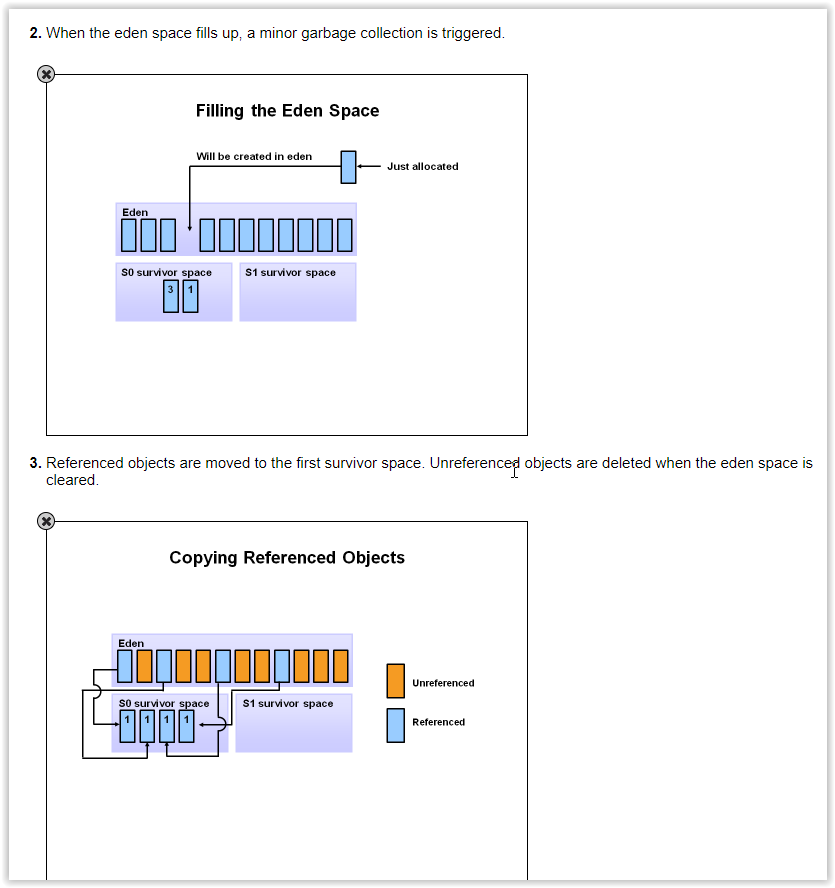 2. When the eden space fills up, a minor garbage collection is triggered.
Filling the Eden Space
Will be created in eden
Just allocated
Eden
S0 survivor space
S1 survivor space
3 1
3. Referenced objects are moved to the first survivor space. Unreferenced objects are deleted when the eden space is
cleared.
Copying Referenced Objects
Eden
Unreferenced
S0 survivor space
S1 survivor space
1 1 1 1
Referenced